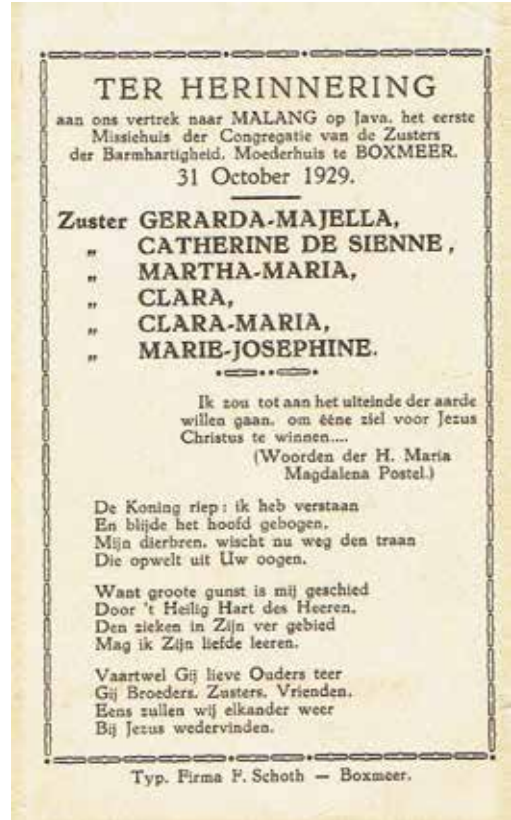 TER HERINNERING
aan ons vertrek naar MALANG op Java, het eerste
Missiehuis der Congregatie van de Zusters
der Barmhartigheid. Moederhuis te BOXMEER.
31 October 1929.
Zuster GERARDA-MAJELLA,
„ CATHERINE DE SIENNE,
„ MARTHA-MARIA,
„ CLARA,
„ CLARA-MARIA,
„ MARIE-JOSEPHINE.
Ik zou tot aan het uiteinde der aarde
willen gaan, om ééne ziel voor Jezus
Christus te winnen....
(Woorden der H. Maria
Magdalena Postel.)
De Koning riep: ik heb verstaan
En blijde het hoofd gebogen,
Mijn dierbren, wischt nu weg den traan
Die opwelt uit Uw oogen.
Want groote gunst is mij geschied
Door 't Heilig Hart des Heeren,
Den zieken in Zijn ver gebied
Mag ik Zijn liefde leeren.
Vaartwel Gij lieve Ouders teer
Gij Broeders, Zusters, Vrienden,
Eens zullen wij elkander weer
Bij Jezus wedervinden.
Typ. Firma F. Schoth — Boxmeer.